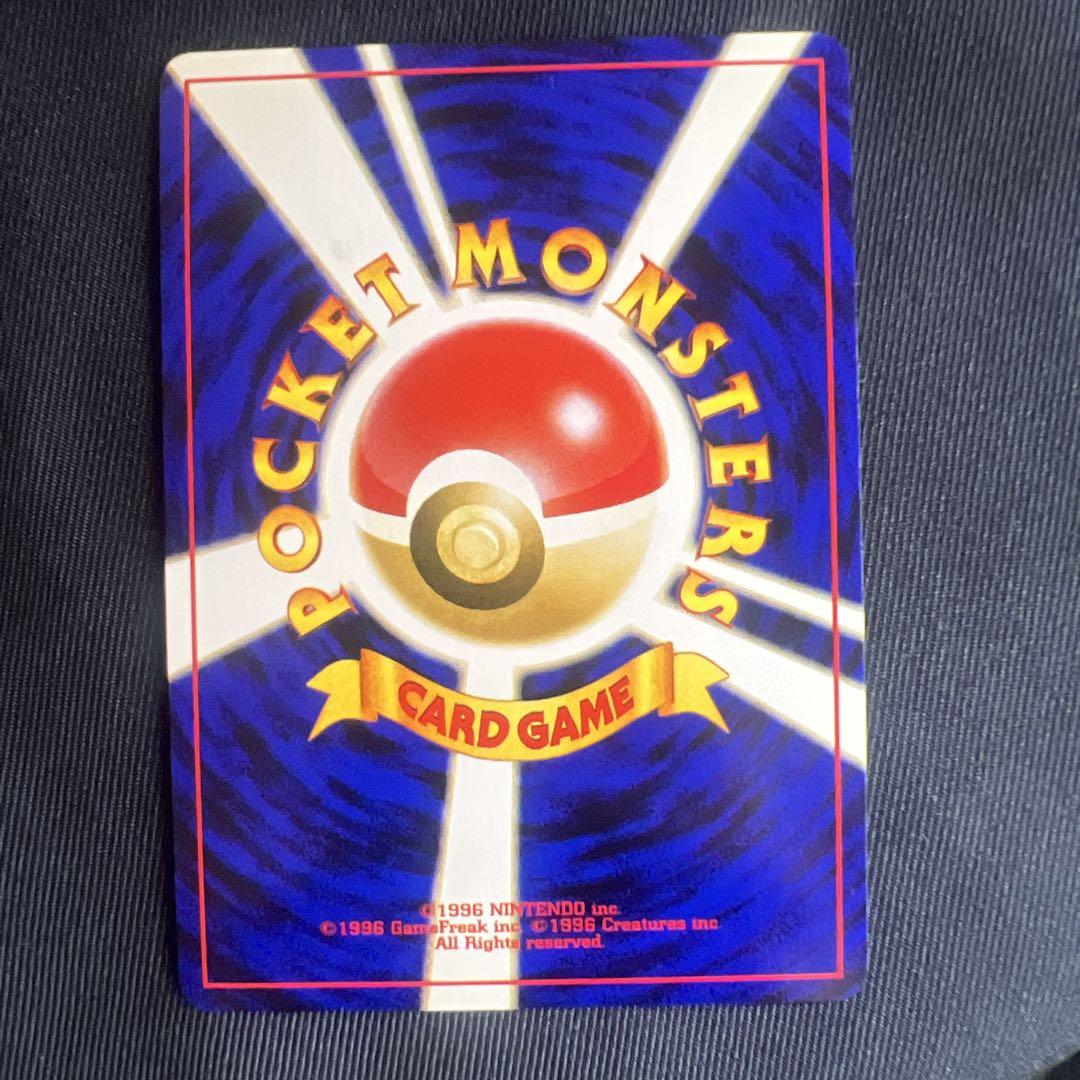 POCKET MONSTERS
CARD GAME
©1996 NINTENDO inc.
©1996 GameFreak inc. ©1996 Creatures inc
All Rights reserved.